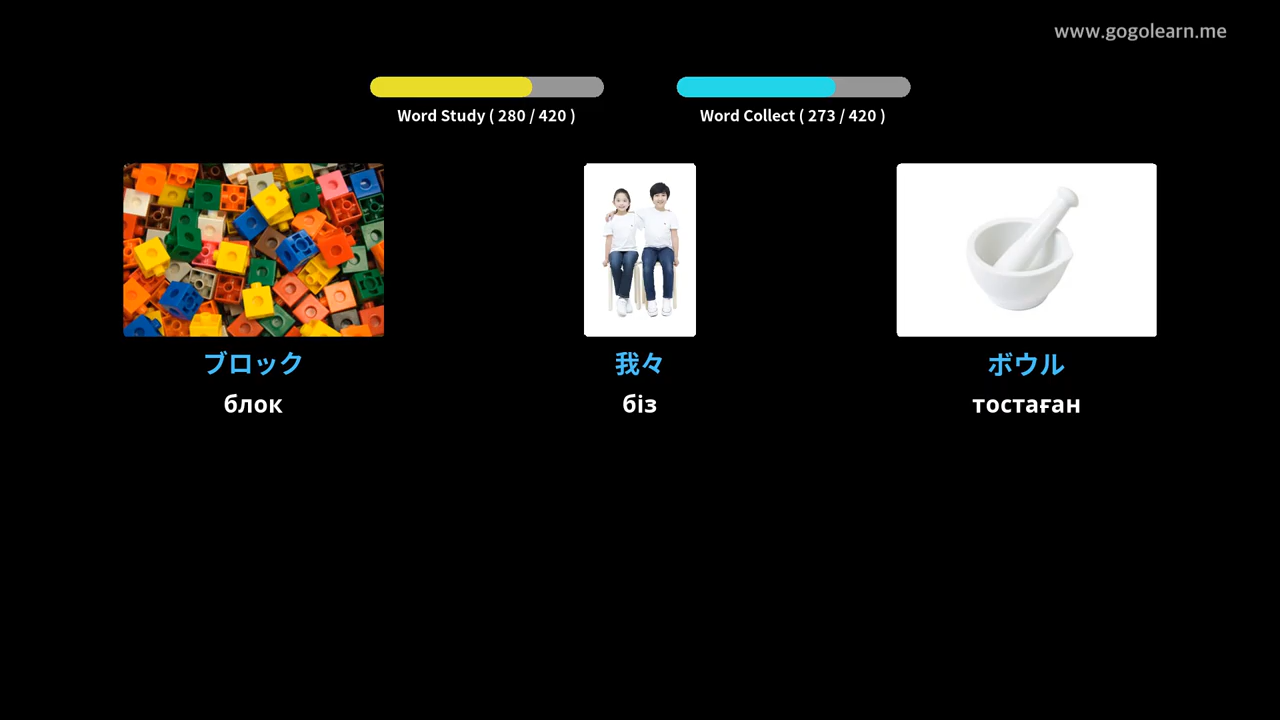 www.gogolearn.me
Word Study ( 280 / 420 )
Word Collect ( 273 / 420 )
ブロック
блок
我々
біз
ボウル
тостаған